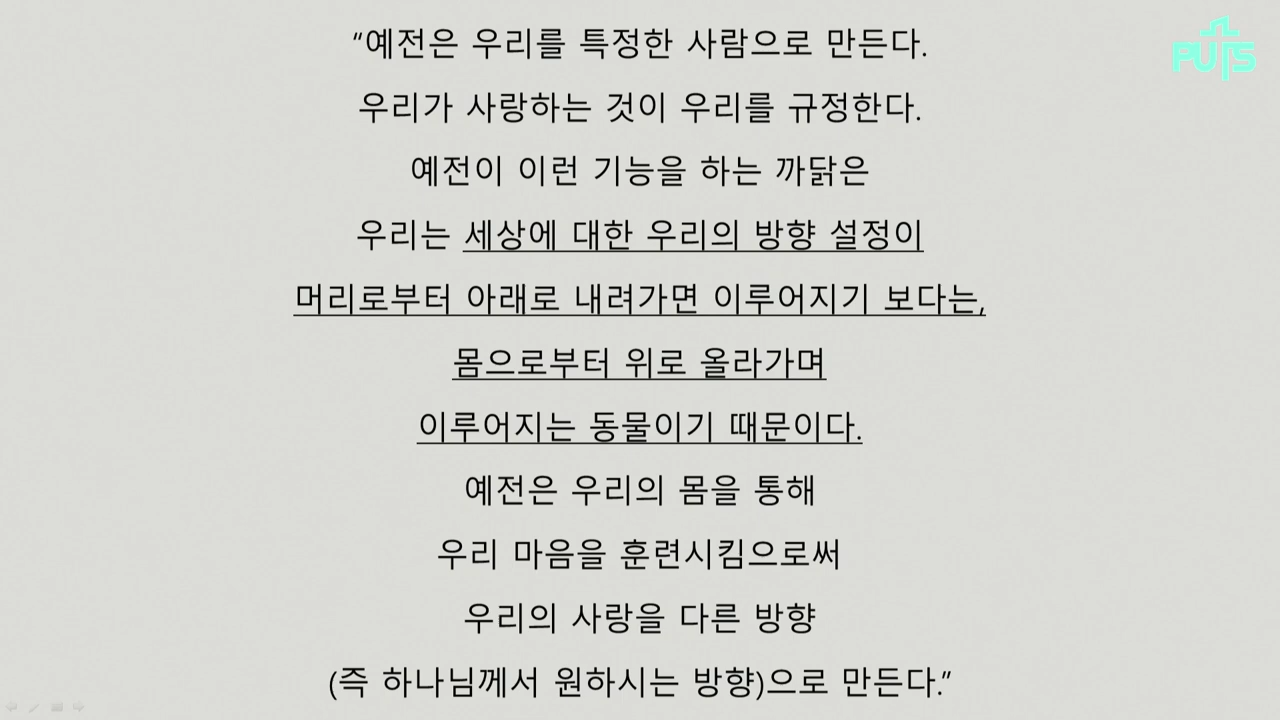 “예전은 우리를 특정한 사람으로 만든다.
우리가 사랑하는 것이 우리를 규정한다.
예전이 이런 기능을 하는 까닭은
우리는 세상에 대한 우리의 방향 설정이
머리로부터 아래로 내려가면 이루어지기 보다는,
몸으로부터 위로 올라가며
이루어지는 동물이기 때문이다.
예전은 우리의 몸을 통해
우리 마음을 훈련시킴으로써
우리의 사랑을 다른 방향
(즉 하나님께서 원하시는 방향)으로 만든다.”
PUTS